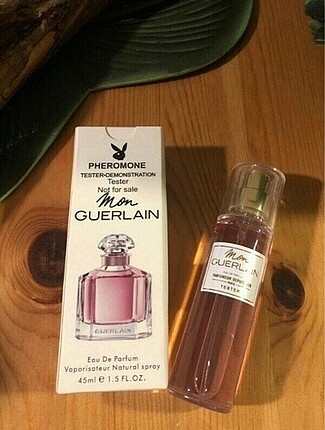 PHEROMONE
TESTER-DEMONSTRATION
Tester
Not for sale
Mon
GUERLAIN
GUERLAIN
Eau De Parfum
Vaporisateur Natural spray
45ml e 1.5 FL.OZ.
Mon
GUERLAIN
TESTER